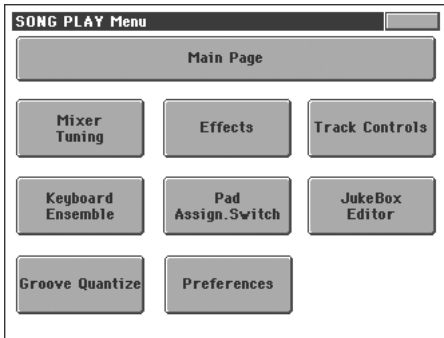 SONG PLAY Menu
Main Page
Mixer
Tuning
Effects
Track Controls
Keyboard
Ensemble
Pad
Assign.Switch
JukeBox
Editor
Groove Quantize
Preferences